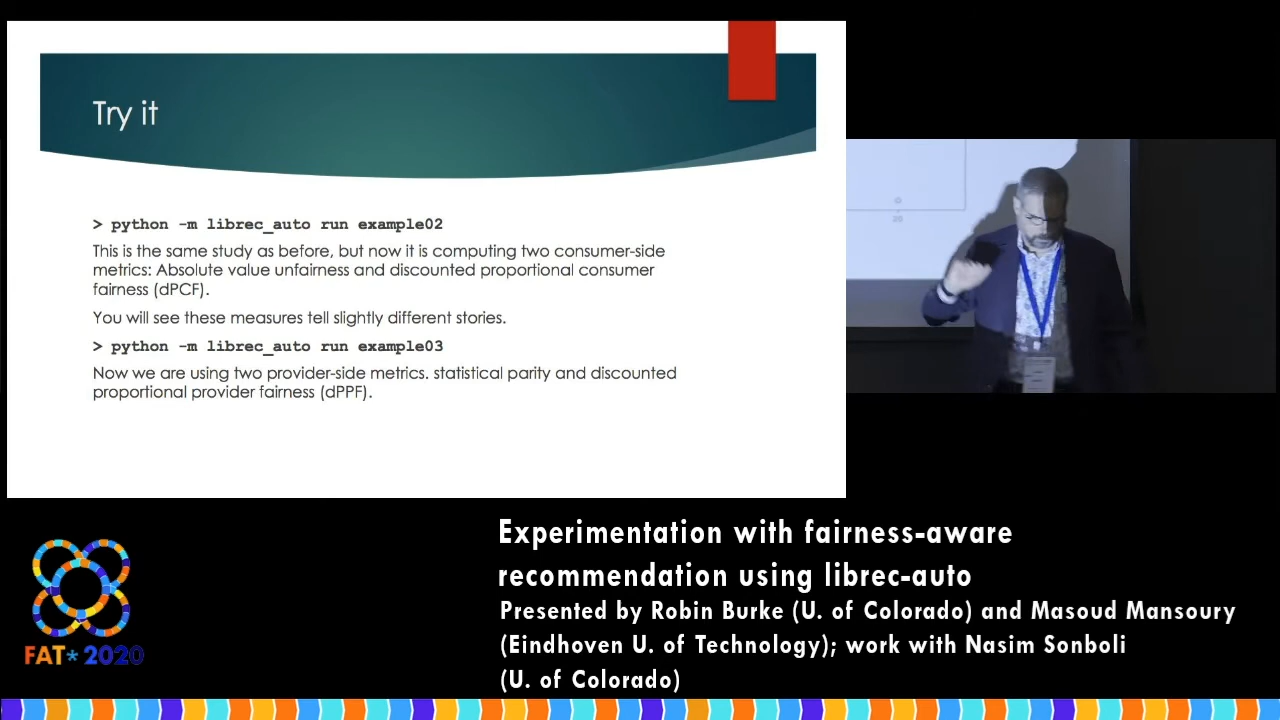 Try it
> python -m librec_auto run example02
This is the same study as before, but now it is computing two consumer-side
metrics: Absolute value unfairness and discounted proportional consumer
fairness (dPCF).
You will see these measures tell slightly different stories.
> python -m librec_auto run example03
Now we are using two provider-side metrics. statistical parity and discounted
proportional provider fairness (dPPF).
Experimentation with fairness-aware
recommendation using librec-auto
Presented by Robin Burke (U. of Colorado) and Masoud Mansoury
(Eindhoven U. of Technology); work with Nasim Sonboli
(U. of Colorado)
FAT* 2020